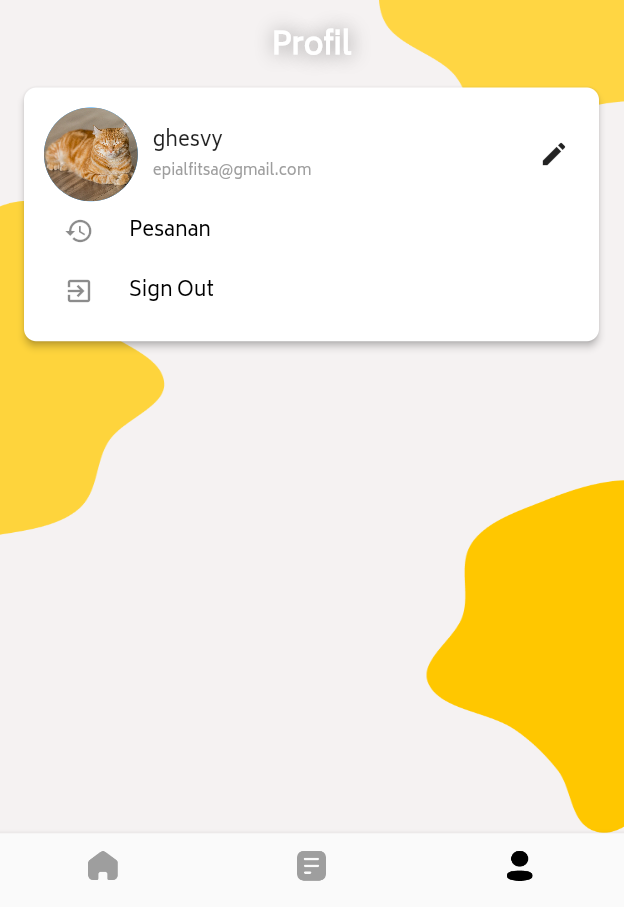 Profil
ghesvy
epialfitsa@gmail.com
Pesanan
Sign Out